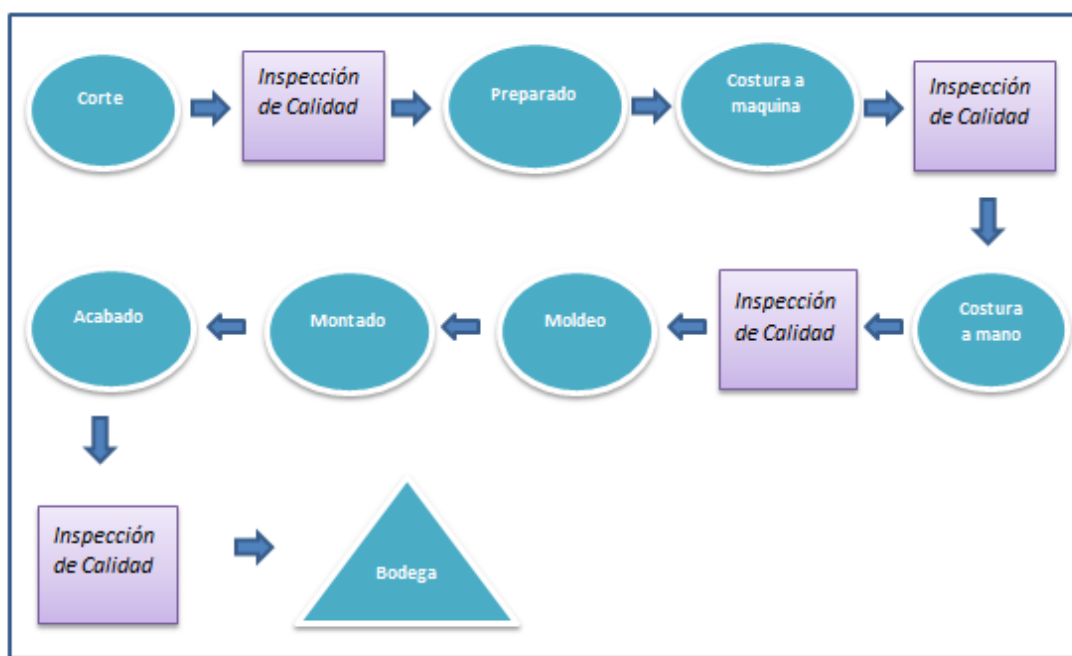 Corte
Inspección
de Calidad
Preparado
Costura a
maquina
Inspección
de Calidad
Costura
a mano
Inspección
de Calidad
Moldeo
Montado
Acabado
Inspección
de Calidad
Bodega